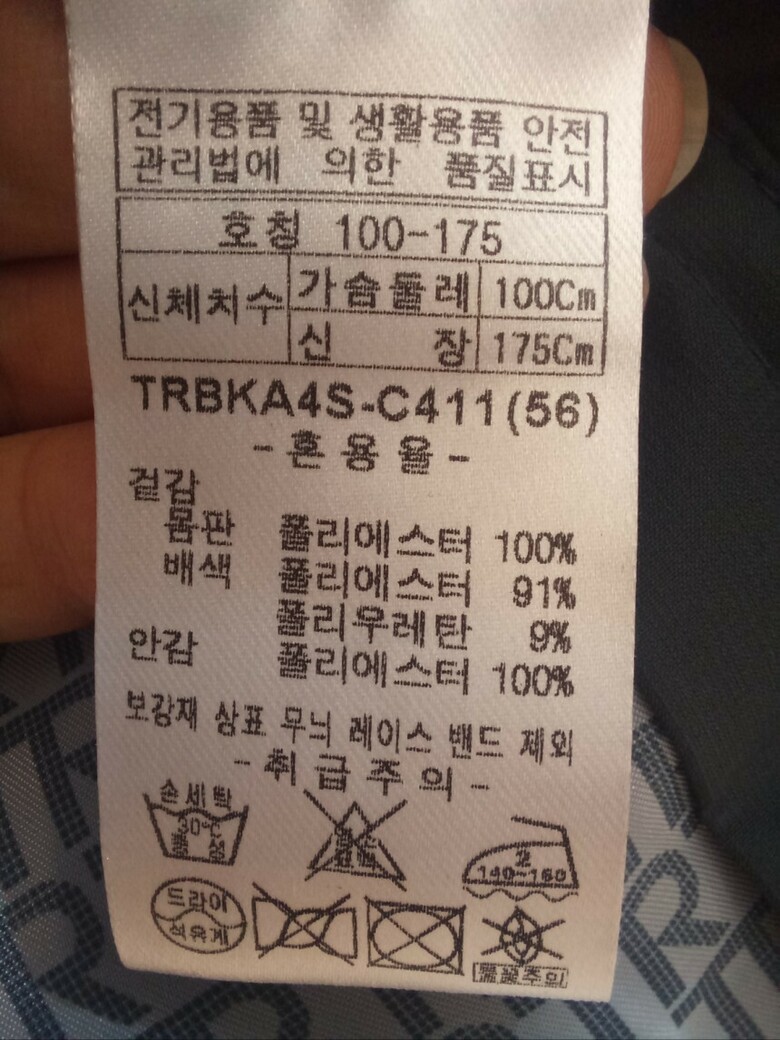 전기용품 및 생활용품 안전
관리법에 의한 품질표시
호칭 100-175
신체치수 가슴둘레 100Cm
신 장 175Cm
TRBKA4S-C411(56)
- 혼용율 -
겉감
몸판 폴리에스터 100%
배색 폴리에스터 91%
폴리우레탄 9%
안감 폴리에스터 100%
보강재 상표 무늬 레이스 밴드 제외
- 취급주의 -
손세탁
30℃
중성
2
140~160
드라이
석유계